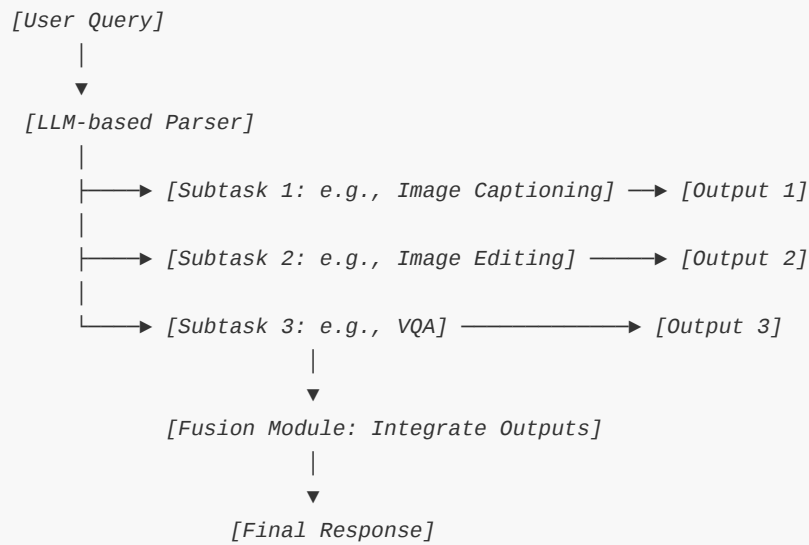 [User Query]
[LLM-based Parser]
[Subtask 1: e.g., Image Captioning] [Output 1]
[Subtask 2: e.g., Image Editing] [Output 2]
[Subtask 3: e.g., VQA] [Output 3]
[Fusion Module: Integrate Outputs]
[Final Response]